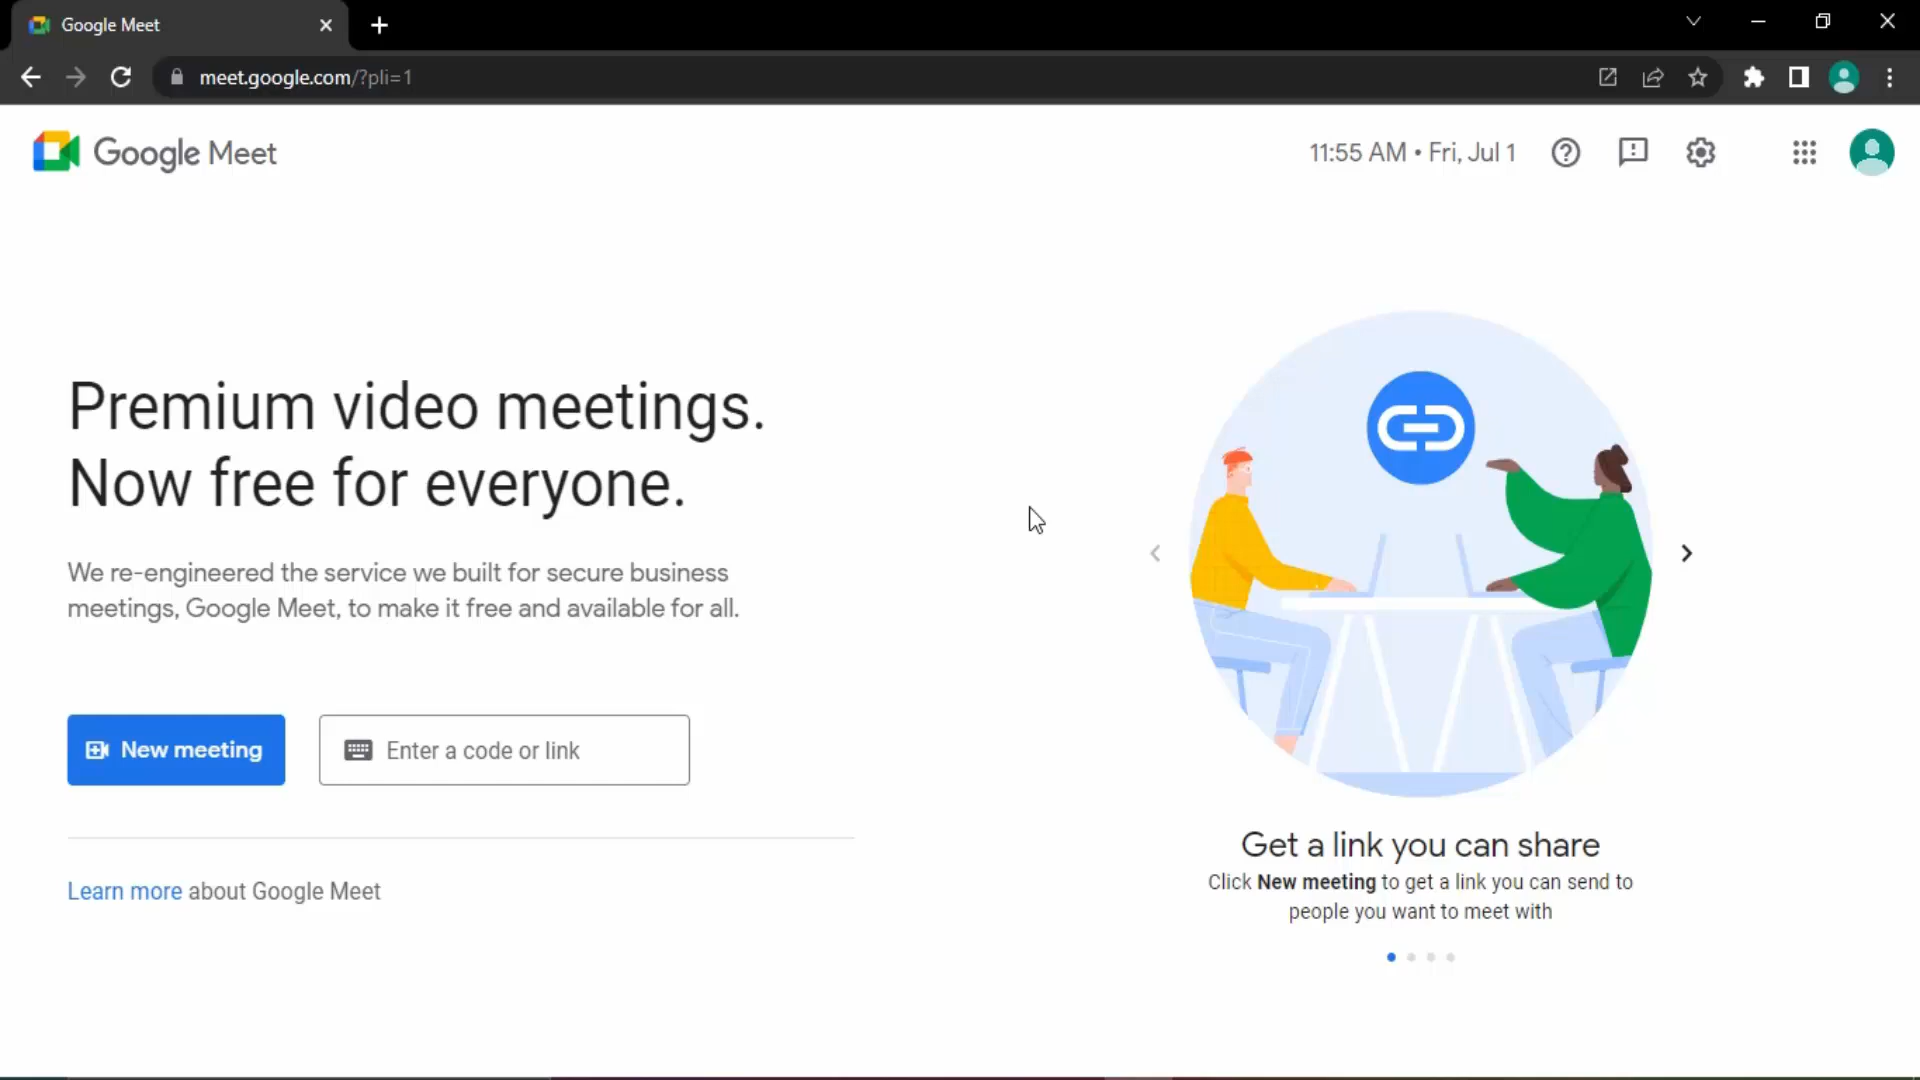 Google Meet
meet.google.com/?pli=1
Google Meet
11:55 AM • Fri, Jul 1
Premium video meetings.
Now free for everyone.
We re-engineered the service we built for secure business
meetings, Google Meet, to make it free and available for all.
New meeting
Enter a code or link
Learn more about Google Meet
Get a link you can share
Click New meeting to get a link you can send to
people you want to meet with